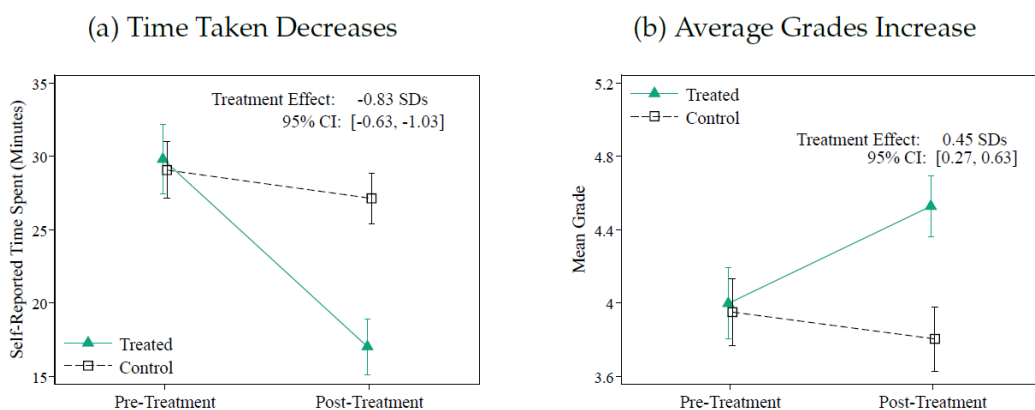 (a) Time Taken Decreases
Self-Reported Time Spent (Minutes)
35
30
25
20
15
Treatment Effect: -0.83 SDs
95% CI: [-0.63, -1.03]
Treated
Control
Pre-Treatment
Post-Treatment
(b) Average Grades Increase
Mean Grade
5.2
4.8
4.4
4
3.6
Treated
Control
Treatment Effect: 0.45 SDs
95% CI: [0.27, 0.63]
Pre-Treatment
Post-Treatment